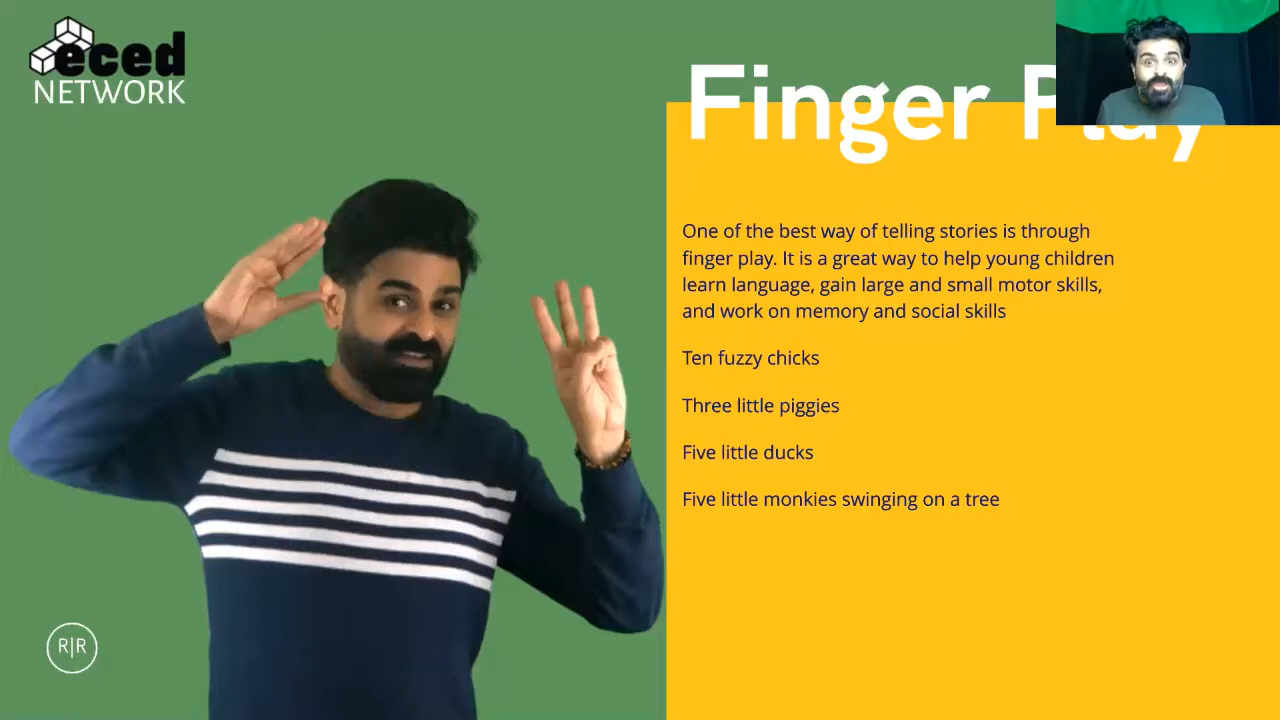 eced
NETWORK
Finger Play
One of the best way of telling stories is through
finger play. It is a great way to help young children
learn language, gain large and small motor skills,
and work on memory and social skills
Ten fuzzy chicks
Three little piggies
Five little ducks
Five little monkies swinging on a tree
R|R